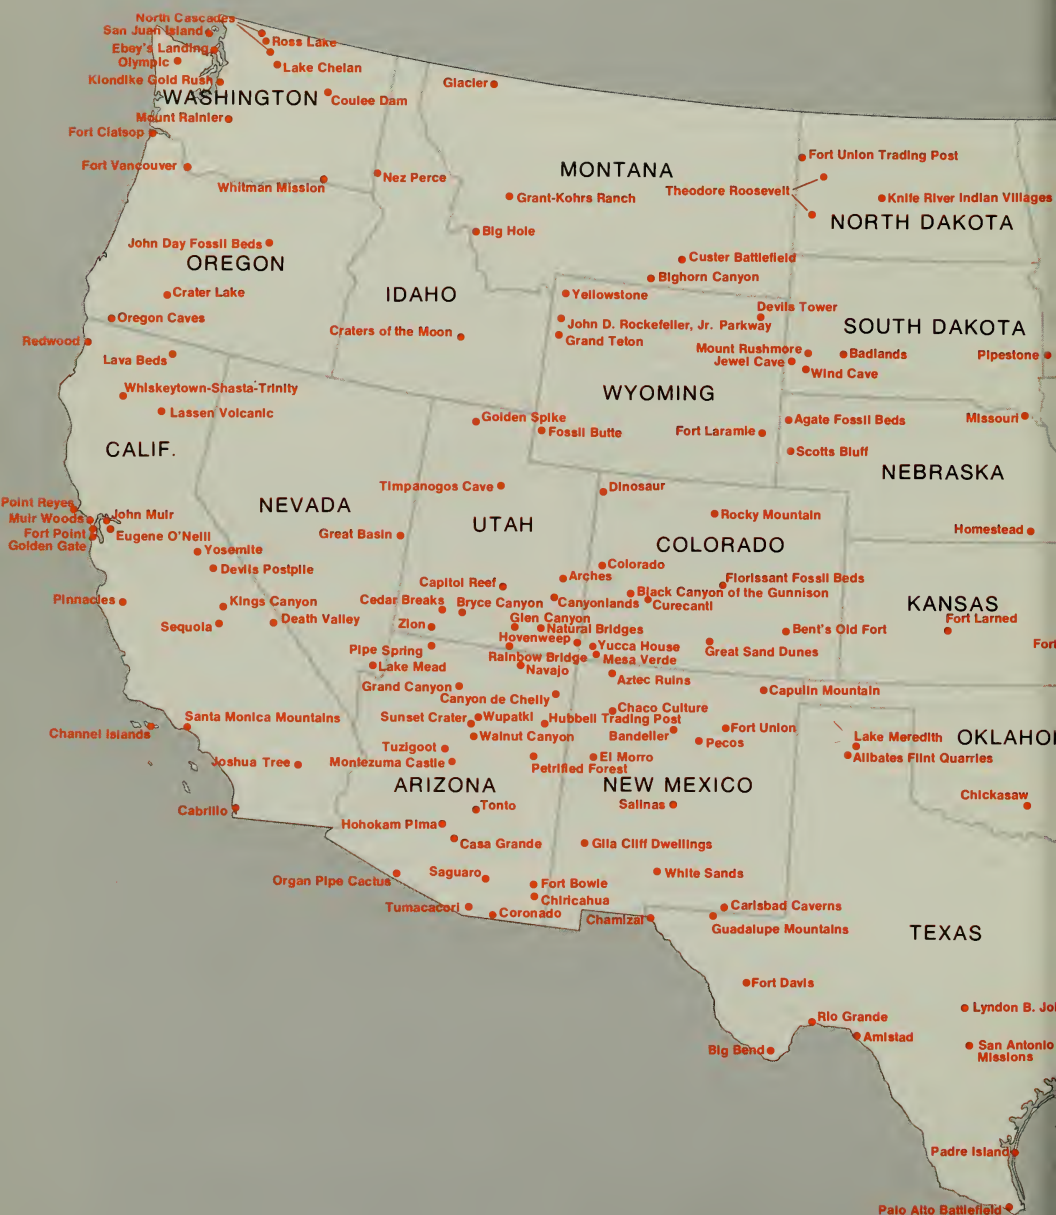 North Cascades
San Juan Island
Ross Lake
Ebey's Landing
Olympic
Lake Chelan
Klondike Gold Rush
Glacier
WASHINGTON
Coulee Dam
Mount Rainier
Fort Clatsop
Fort Vancouver
Whitman Mission
Nez Perce
MONTANA
Grant-Kohrs Ranch
Big Hole
Custer Battlefield
Bighorn Canyon
Fort Union Trading Post
Theodore Roosevelt
Knife River Indian Villages
NORTH DAKOTA
John Day Fossil Beds
OREGON
Crater Lake
Oregon Caves
IDAHO
Craters of the Moon
Yellowstone
John D. Rockefeller, Jr. Parkway
Grand Teton
Devils Tower
SOUTH DAKOTA
Mount Rushmore
Jewel Cave
Badlands
Wind Cave
Pipestone
WYOMING
Redwood
Lava Beds
Whiskeytown-Shasta-Trinity
Lassen Volcanic
CALIF.
Golden Spike
Fossil Butte
Fort Laramie
Agate Fossil Beds
Missouri
Scotts Bluff
NEBRASKA
Homestead
Timpanogos Cave
Dinosaur
NEVADA
UTAH
Rocky Mountain
COLORADO
Great Basin
Point Reyes
Muir Woods
John Muir
Fort Point
Eugene O'Neill
Golden Gate
Yosemite
Devils Postpile
Pinnacles
Kings Canyon
Sequoia
Death Valley
Colorado
Arches
Capitol Reef
Florissant Fossil Beds
Black Canyon of the Gunnison
Curecanti
Cedar Breaks
Bryce Canyon
Canyonlands
Glen Canyon
Zion
Natural Bridges
Hovenweep
Yucca House
Rainbow Bridge
Mesa Verde
Bent's Old Fort
Great Sand Dunes
KANSAS
Fort Larned
For
Pipe Spring
Lake Mead
Navajo
Aztec Ruins
Grand Canyon
Canyon de Chelly
Capulin Mountain
Chaco Culture
Sunset Crater
Wupatki
Hubbell Trading Post
Bandelier
Fort Union
Walnut Canyon
Pecos
Lake Meredith
OKLAHO
Alibates Flint Quarries
Chickasaw
Santa Monica Mountains
Channel Islands
Joshua Tree
Cabrillo
Tuzigoot
Montezuma Castle
Petrified Forest
El Morro
ARIZONA
NEW MEXICO
Tonto
Salinas
Hohokam Pima
Casa Grande
Gila Cliff Dwellings
White Sands
Organ Pipe Cactus
Saguaro
Fort Bowie
Chiricahua
Tumacacori
Coronado
Chamizal
Carlsbad Caverns
Guadalupe Mountains
TEXAS
Fort Davis
Rio Grande
Amistad
Big Bend
Lyndon B. Jo
San Antonio
Missions
Padre Island
Palo Alto Battlefield